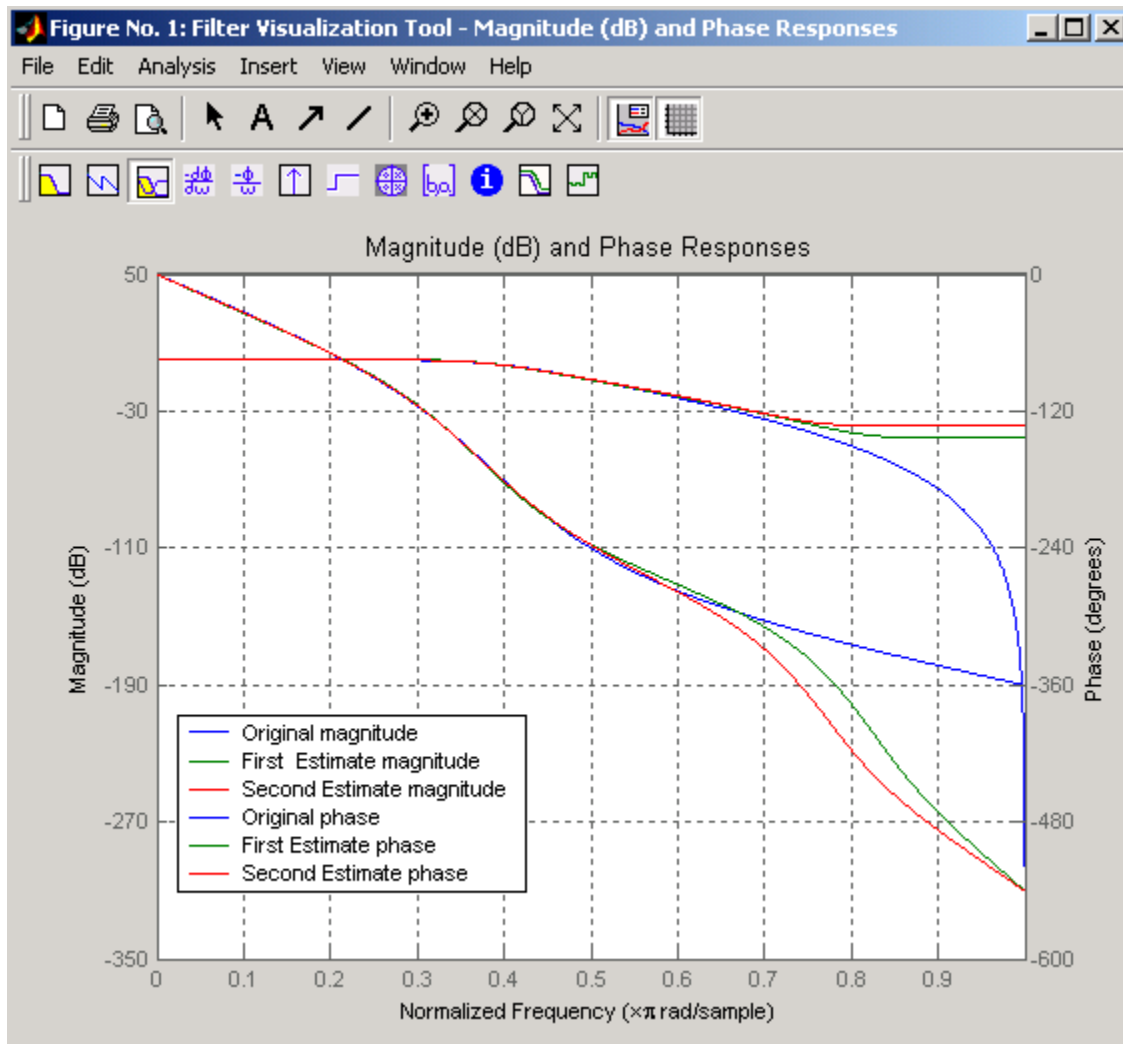 Figure No. 1: Filter Visualization Tool - Magnitude (dB) and Phase Responses
File Edit Analysis Insert View Window Help
Magnitude (dB) and Phase Responses
50
-30
-110
-190
-270
-350
Magnitude (dB)
0
-120
-240
-360
-480
-600
Phase (degrees)
Original magnitude
First Estimate magnitude
Second Estimate magnitude
Original phase
First Estimate phase
Second Estimate phase
0 0.1 0.2 0.3 0.4 0.5 0.6 0.7 0.8 0.9
Normalized Frequency (×π rad/sample)